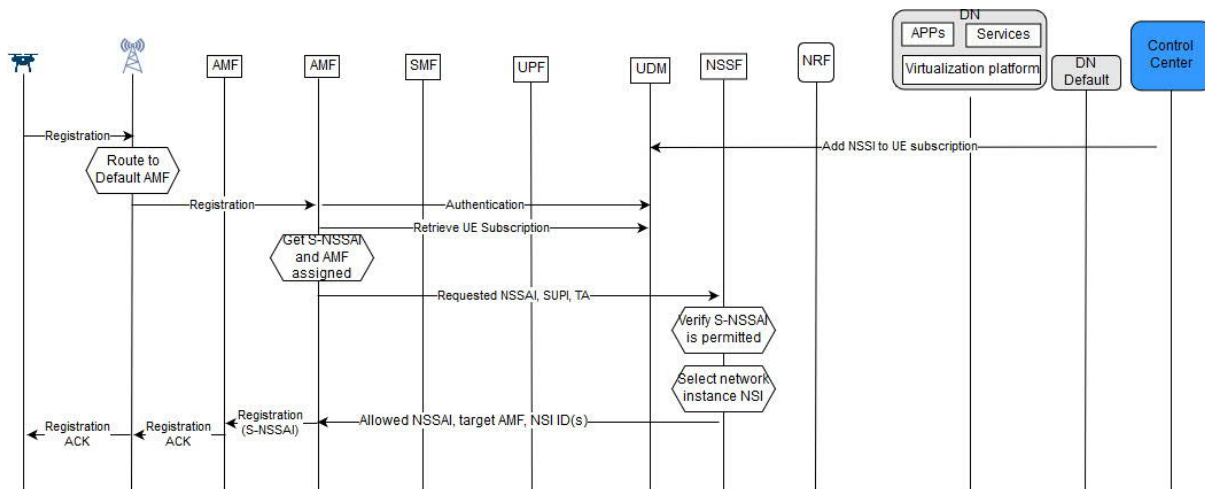 DN
APPs
Services
Virtualization platform
DN
Default
Control
Center
AMF
AMF
SMF
UPF
UDM
NSSF
NRF
Registration
Add NSSI to UE subscription
Route to
Default AMF
Registration
Authentication
Retrieve UE Subscription
Get S-NSSAI
and AMF
assigned
Requested NSSAI, SUPI, TA
Verify S-NSSAI
is permitted
Select network
instance NSI
Allowed NSSAI, target AMF, NSI ID(s)
Registration
(S-NSSAI)
Registration
ACK
Registration
ACK